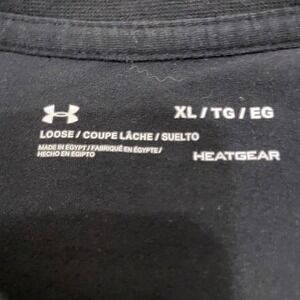 XL / TG / EG
LOOSE / COUPE LÂCHE / SUELTO
MADE IN EGYPT / FABRIQUÉ EN ÉGYPTE /
HECHO EN EGIPTO
HEATGEAR